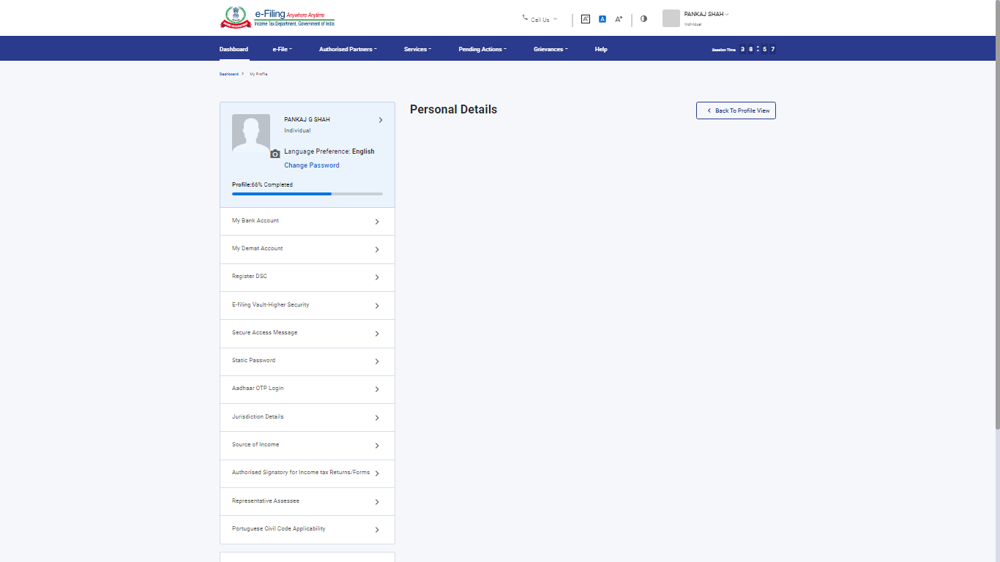 e-Filing Anywhere Anytime
Income Tax Department, Government of India
Call Us
A
A
A+
PANKAJ SHAH
Individual
Dashboard
e-File
Authorised Partners
Services
Pending Actions
Grievances
Help
Session Time
3 8 : 5 7
Dashboard > My Profile
PANKAJ G SHAH
Individual
Language Preference: English
Change Password
Profile:66% Completed
My Bank Account
My Demat Account
Register DSC
E-filing Vault-Higher Security
Secure Access Message
Static Password
Aadhaar OTP Login
Jurisdiction Details
Source of Income
Authorised Signatory for Income tax Returns/Forms
Representative Assessee
Portuguese Civil Code Applicability
Personal Details
Back To Profile View